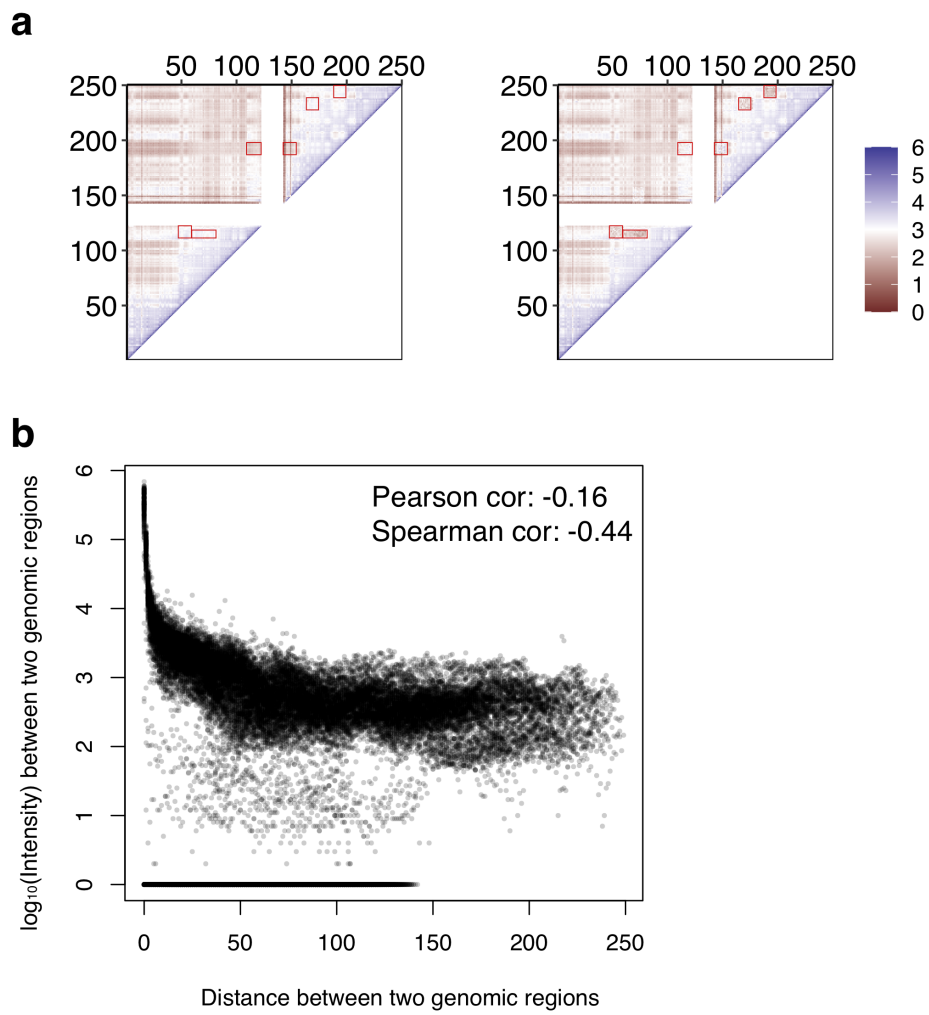 a
50 100 150 200 250
50 100 150 200 250
250
200
150
100
50
250
200
150
100
50
6
5
4
3
2
1
0
b
log₁₀(Intensity) between two genomic regions
6
5
4
3
2
1
0
Pearson cor: -0.16
Spearman cor: -0.44
0 50 100 150 200 250
Distance between two genomic regions